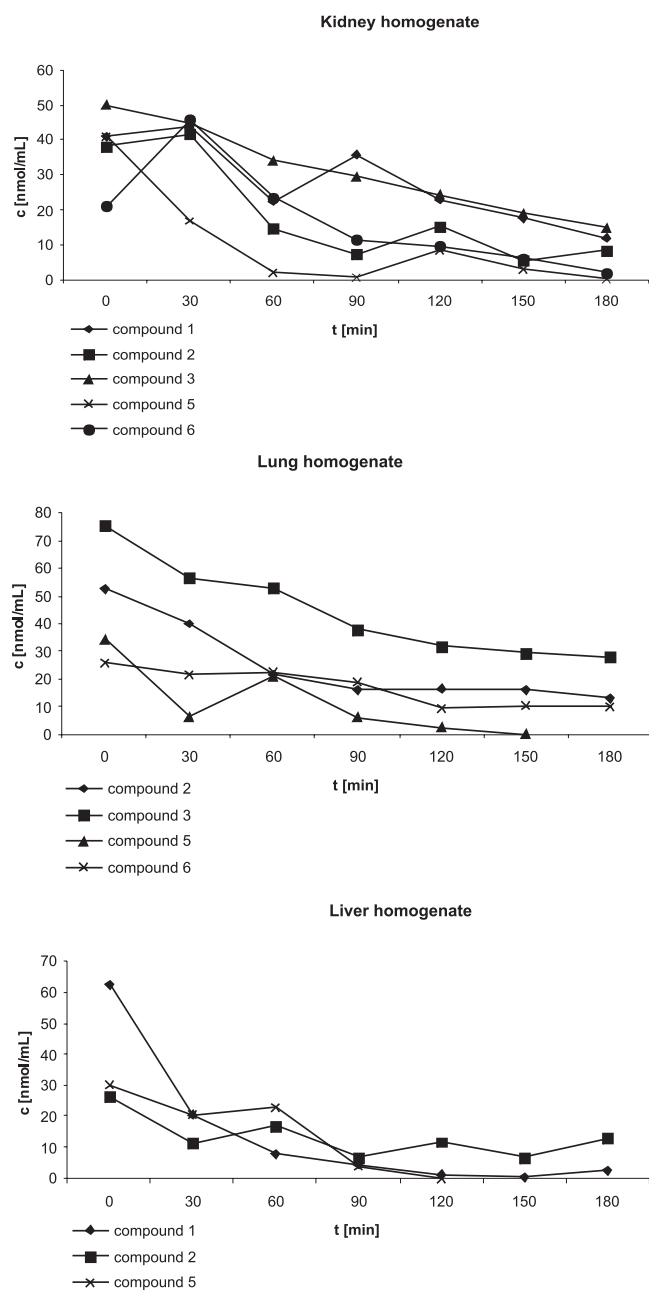 Kidney homogenate
60
50
40
30
20
10
0
c [nmol/mL]
0 30 60 90 120 150 180
t [min]
compound 1
compound 2
compound 3
compound 5
compound 6
Lung homogenate
80
70
60
50
40
30
20
10
0
c [nmol/mL]
0 30 60 90 120 150 180
t [min]
compound 2
compound 3
compound 5
compound 6
Liver homogenate
70
60
50
40
30
20
10
0
c [nmol/mL]
0 30 60 90 120 150 180
t [min]
compound 1
compound 2
compound 5